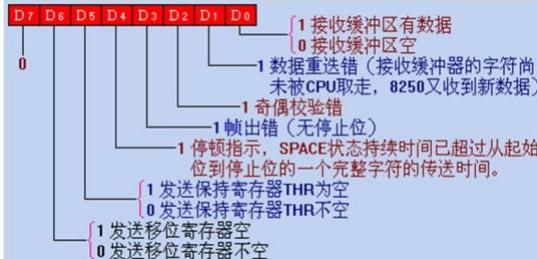 D7 D6 D5 D4 D3 D2 D1 D0
1 接收缓冲区有数据
0 接收缓冲区空
0
1 数据重迭错（接收缓冲器的字符尚
未被CPU取走，8250又收到新数据）
1 奇偶校验错
1 帧出错（无停止位）
1 停顿指示，SPACE状态持续时间已超过从起始
位到停止位的一个完整字符的传送时间。
1 发送保持寄存器THR为空
0 发送保持寄存器THR不空
1 发送移位寄存器空
0 发送移位寄存器不空